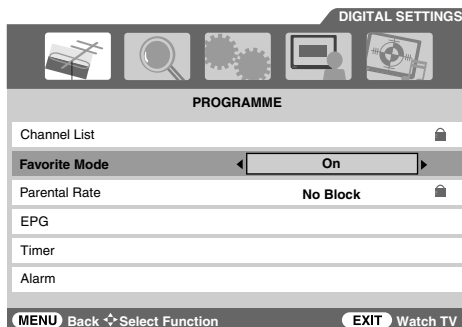 DIGITAL SETTINGS
PROGRAMME
Channel List
Favorite Mode On
Parental Rate No Block
EPG
Timer
Alarm
MENU Back Select Function EXIT Watch TV